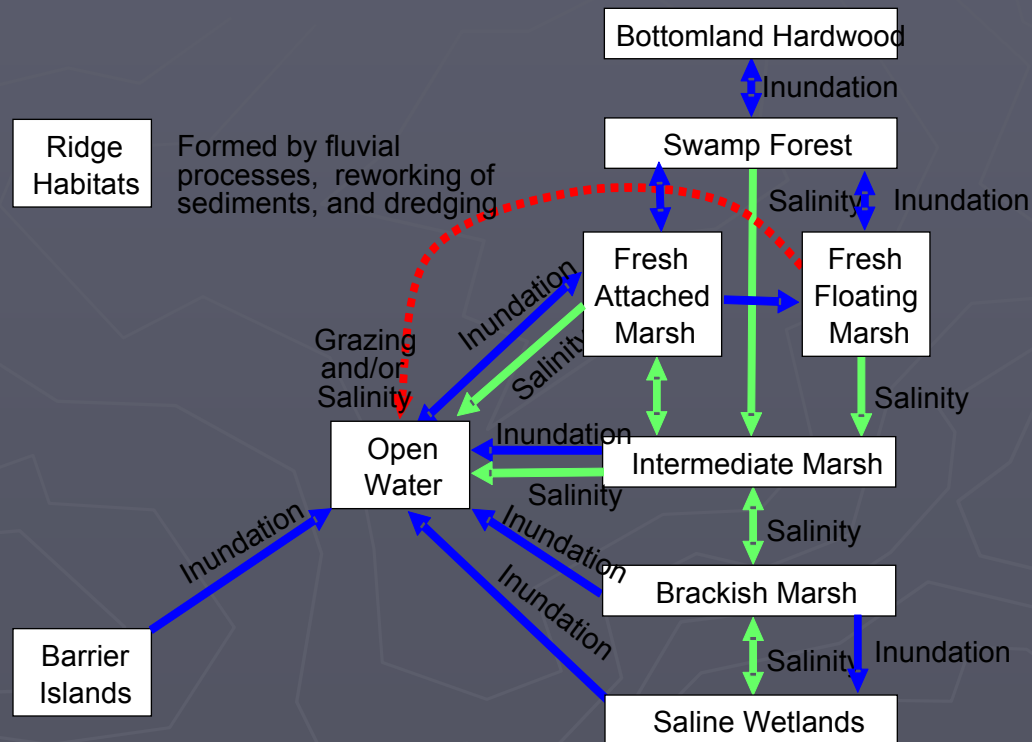 Bottomland Hardwood
Inundation
Ridge
Habitats
Formed by fluvial
processes, reworking of
sediments, and dredging
Swamp Forest
Salinity
Inundation
Fresh
Attached
Marsh
Fresh
Floating
Marsh
Inundation
Salinity
Grazing
and/or
Salinity
Salinity
Open
Water
Inundation
Intermediate Marsh
Salinity
Inundation
Inundation
Salinity
Inundation
Brackish Marsh
Barrier
Islands
Salinity
Inundation
Saline Wetlands